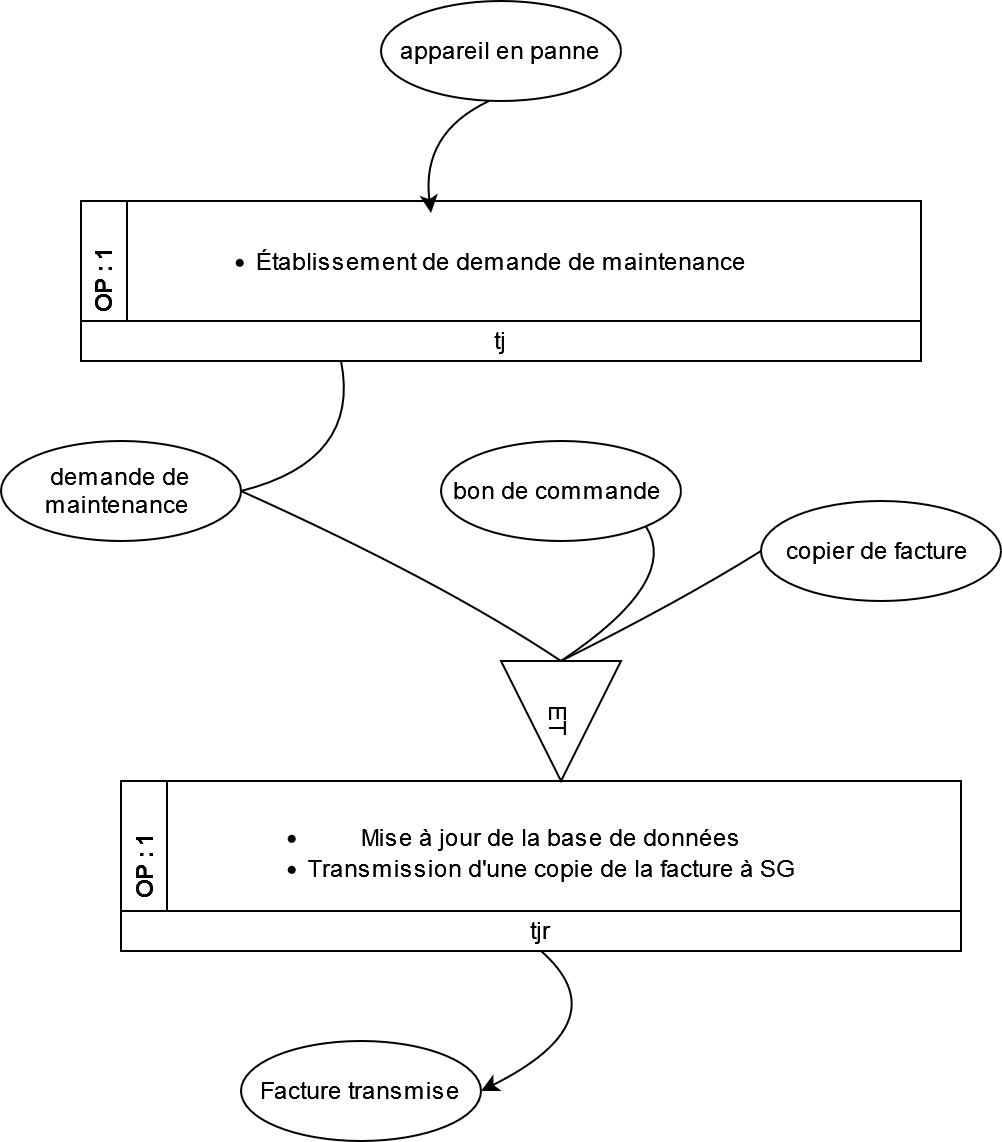 appareil en panne
OP : 1
• Établissement de demande de maintenance
tj
demande de
maintenance
bon de commande
copier de facture
ET
OP : 1
• Mise à jour de la base de données
• Transmission d'une copie de la facture à SG
tjr
Facture transmise